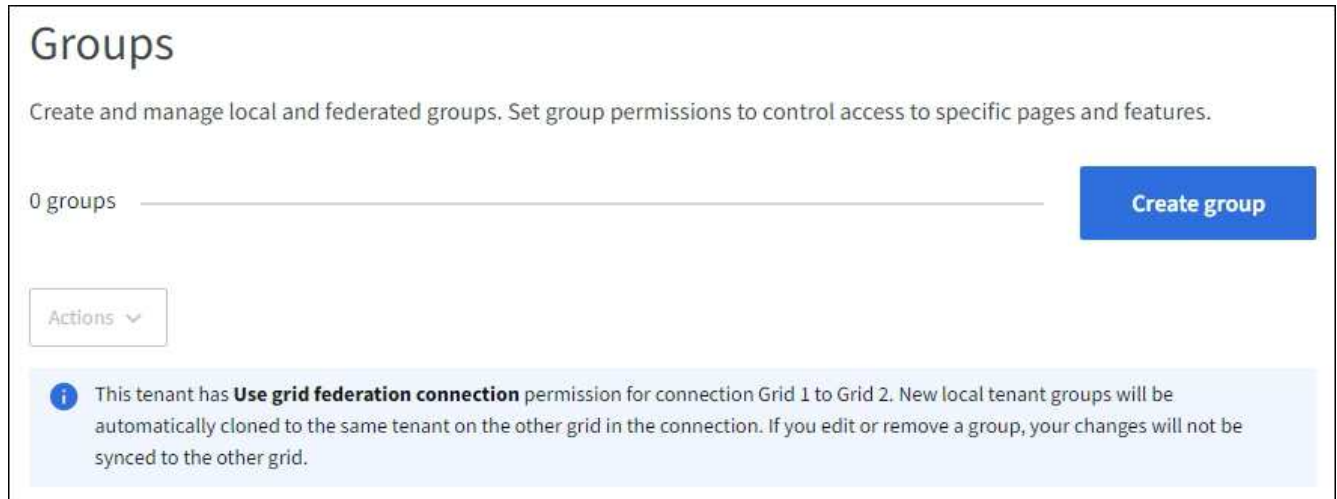 Groups
Create and manage local and federated groups. Set group permissions to control access to specific pages and features.
0 groups
Create group
Actions
This tenant has Use grid federation connection permission for connection Grid 1 to Grid 2. New local tenant groups will be
automatically cloned to the same tenant on the other grid in the connection. If you edit or remove a group, your changes will not be
synced to the other grid.